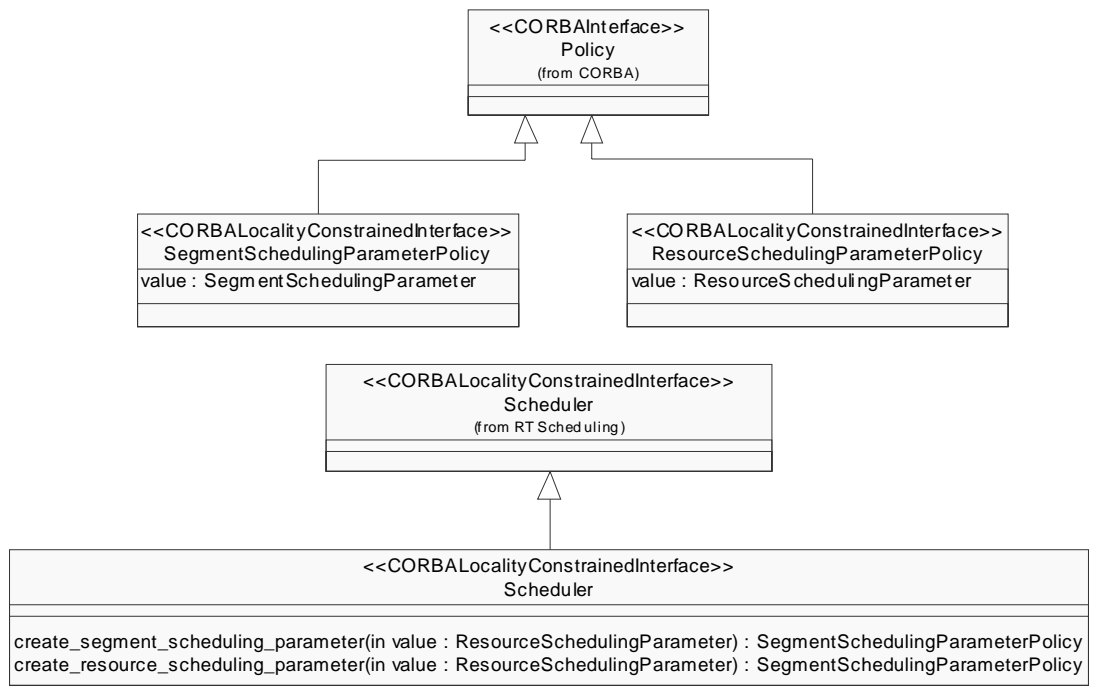 <<CORBAInterface>>
Policy
(from CORBA)
<<CORBALocalityConstrainedInterface>>
SegmentSchedulingParameterPolicy
value : SegmentSchedulingParameter
<<CORBALocalityConstrainedInterface>>
ResourceSchedulingParameterPolicy
value : ResourceSchedulingParameter
<<CORBALocalityConstrainedInterface>>
Scheduler
(from RTScheduling)
<<CORBALocalityConstrainedInterface>>
Scheduler
create_segment_scheduling_parameter(in value : ResourceSchedulingParameter) : SegmentSchedulingParameterPolicy
create_resource_scheduling_parameter(in value : ResourceSchedulingParameter) : SegmentSchedulingParameterPolicy